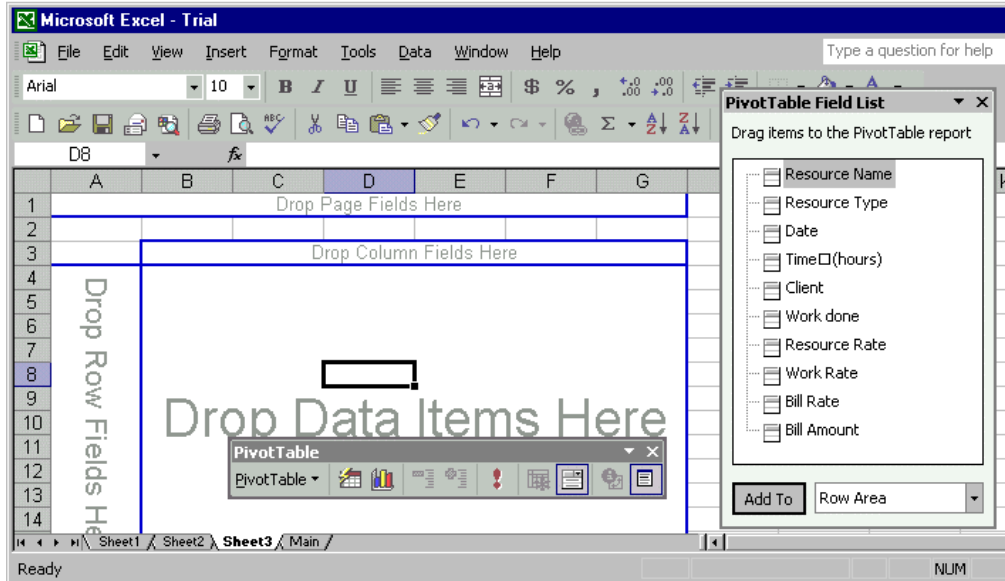 Microsoft Excel - Trial
File Edit View Insert Format Tools Data Window Help
Type a question for help
Arial 10 B I U $ % , .00 .00
ABC Σ A Z Z A
D8 fx
A B C D E F G
1 Drop Page Fields Here
2
3 Drop Column Fields Here
4
5
6
7
8
9
10
11
12
13
14
Drop Row Fields He
Drop Data Items Here
PivotTable
PivotTable
PivotTable Field List
Drag items to the PivotTable report
Resource Name
Resource Type
Date
Time□(hours)
Client
Work done
Resource Rate
Work Rate
Bill Rate
Bill Amount
Add To Row Area
Sheet1 Sheet2 Sheet3 Main
Ready NUM